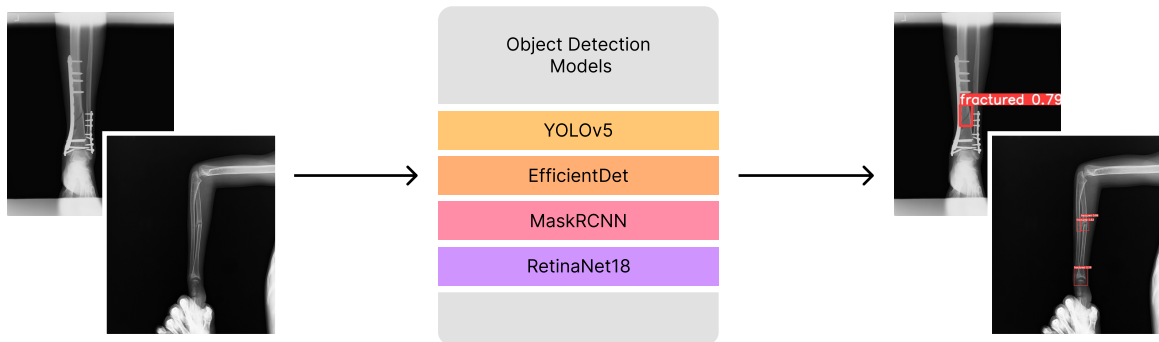 Object Detection
Models
YOLOv5
EfficientDet
MaskRCNN
RetinaNet18
fractured 0.79